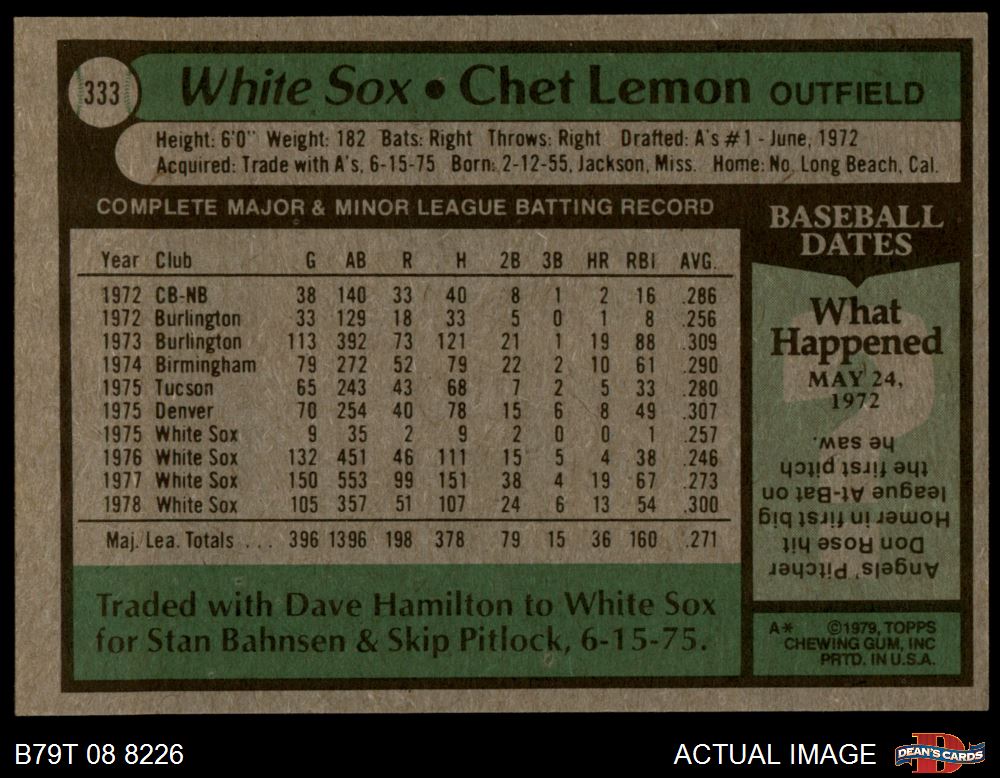 333 White Sox • Chet Lemon OUTFIELD
Height: 6'0" Weight: 182 Bats: Right Throws: Right Drafted: A's #1 - June, 1972
Acquired: Trade with A's, 6-15-75 Born: 2-12-55, Jackson, Miss. Home: No. Long Beach, Cal.
COMPLETE MAJOR & MINOR LEAGUE BATTING RECORD
Year Club G AB R H 2B 3B HR RBI AVG.
1972 CB-NB 38 140 33 40 8 1 2 16 .286
1972 Burlington 33 129 18 33 5 0 1 8 .256
1973 Burlington 113 392 73 121 21 1 19 88 .309
1974 Birmingham 79 272 52 79 22 2 10 61 .290
1975 Tucson 65 243 43 68 7 2 5 33 .280
1975 Denver 70 254 40 78 15 6 8 49 .307
1975 White Sox 9 35 2 9 2 0 0 1 .257
1976 White Sox 132 451 46 111 15 5 4 38 .246
1977 White Sox 150 553 99 151 38 4 19 67 .273
1978 White Sox 105 357 51 107 24 6 13 54 .300
Maj. Lea. Totals ... 396 1396 198 378 79 15 36 160 .271
Traded with Dave Hamilton to White Sox
for Stan Bahnsen & Skip Pitlock, 6-15-75.
BASEBALL
DATES
What
Happened
MAY 24,
1972
Angels' Pitcher
Don Rose hit
Homer in first big
league At-Bat on
the first pitch
he saw.
A* ©1979, TOPPS
CHEWING GUM, INC
PRTD. IN U.S.A.
B79T 08 8226
ACTUAL IMAGE
DEAN'S CARDS